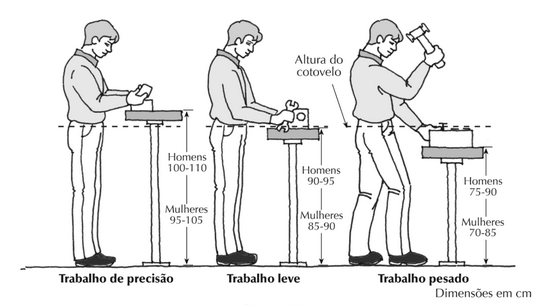 Altura do
cotovelo
Homens
100-110
Mulheres
95-105
Homens
90-95
Mulheres
85-90
Homens
75-90
Mulheres
70-85
Trabalho de precisão
Trabalho leve
Trabalho pesado
Dimensões em cm